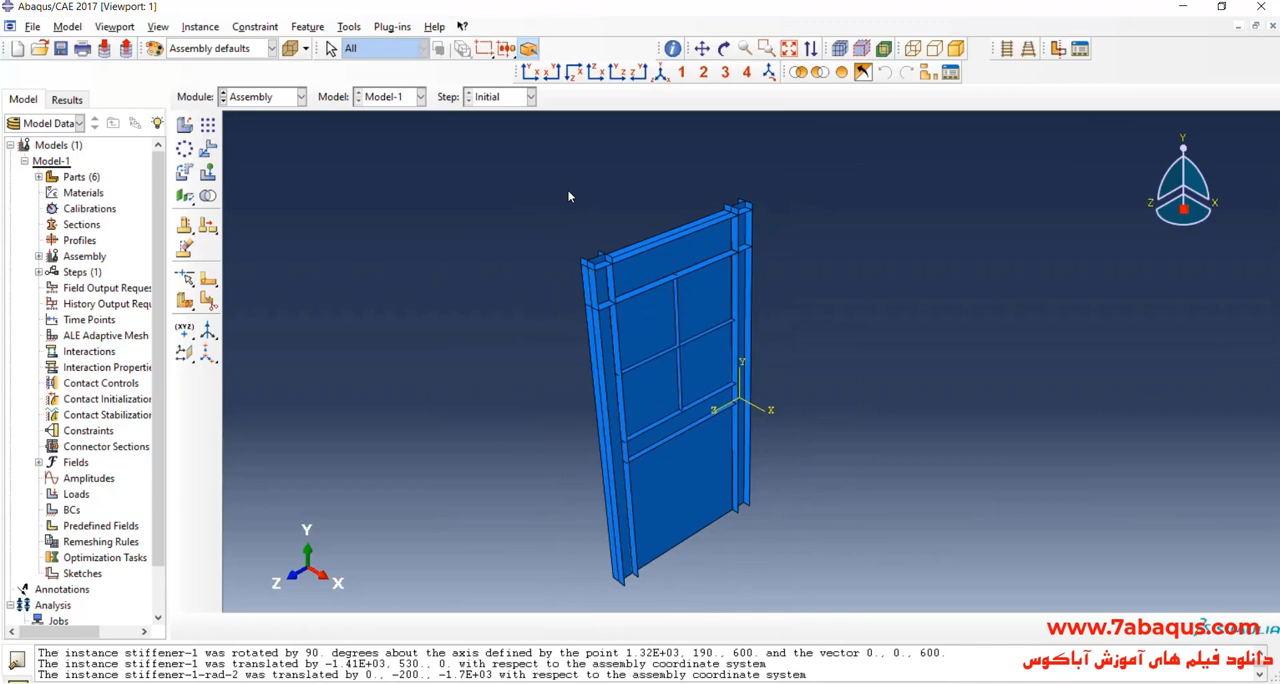 Abaqus/CAE 2017 [Viewport: 1]
File Model Viewport View Instance Constraint Feature Tools Plug-ins Help
Assembly defaults All
1 2 3 4
Model Results Module: Assembly Model: Model-1 Step: Initial
Model Data
Models (1)
Model-1
Parts (6)
Materials
Calibrations
Sections
Profiles
Assembly
Steps (1)
Field Output Reques
History Output Requ
Time Points
ALE Adaptive Mesh
Interactions
Interaction Properti
Contact Controls
Contact Initialization
Contact Stabilization
Constraints
Connector Sections
Fields
Amplitudes
Loads
BCs
Predefined Fields
Remeshing Rules
Optimization Tasks
Sketches
Annotations
Analysis
Jobs
(XYZ)
Y
Z X
Y
Z X
Y
Z X
www.7abaqus.com
دانلود فیلم های آموزش آباکوس
The instance stiffener-1 was rotated by 90. degrees about the axis defined by the point 1.32E+03, 190., 600. and the vector 0., 0., 600.
The instance stiffener-1 was translated by -1.41E+03, 530., 0. with respect to the assembly coordinate system
The instance stiffener-1-rad-2 was translated by 0., -200., -1.7E+03 with respect to the assembly coordinate system